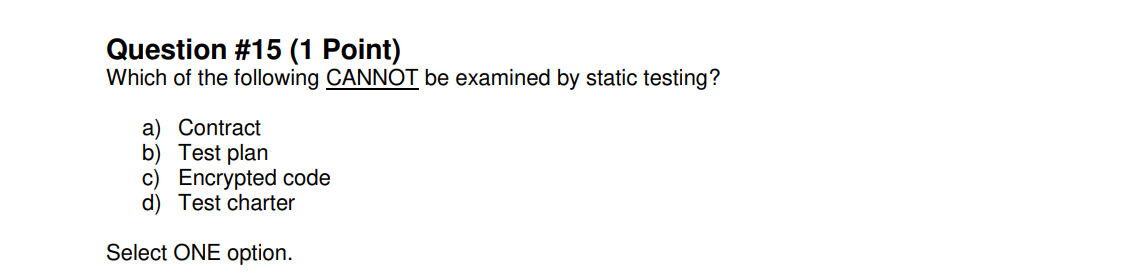 Question #15 (1 Point)
Which of the following CANNOT be examined by static testing?
a) Contract
b) Test plan
c) Encrypted code
d) Test charter
Select ONE option.